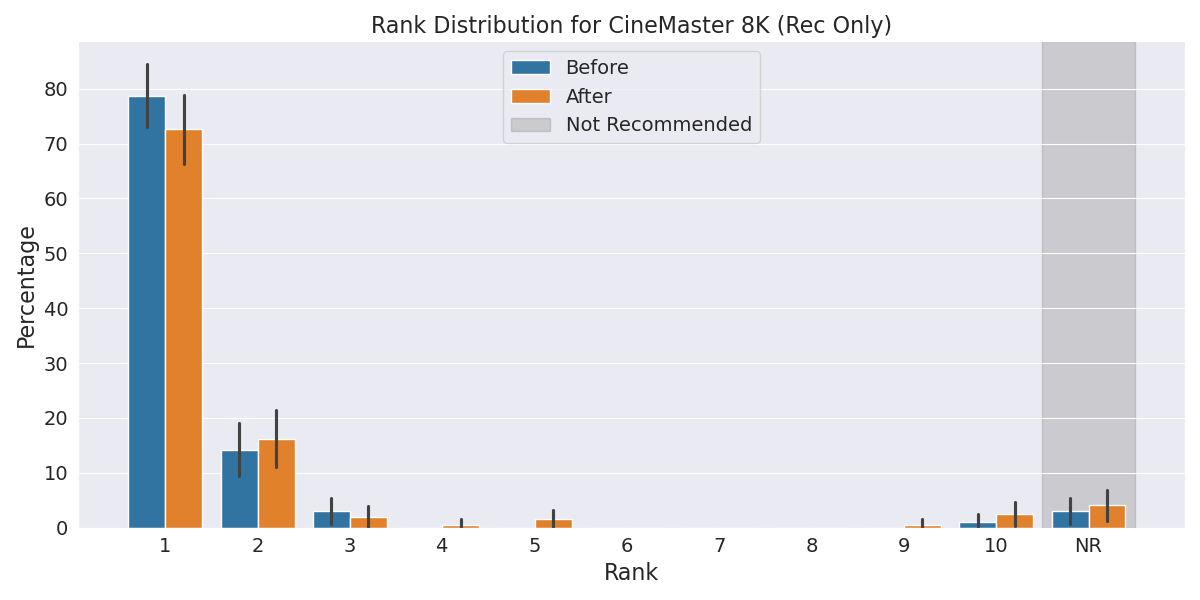 Rank Distribution for CineMaster 8K (Rec Only)
Before
After
Not Recommended
Percentage
80
70
60
50
40
30
20
10
0
1 2 3 4 5 6 7 8 9 10 NR
Rank